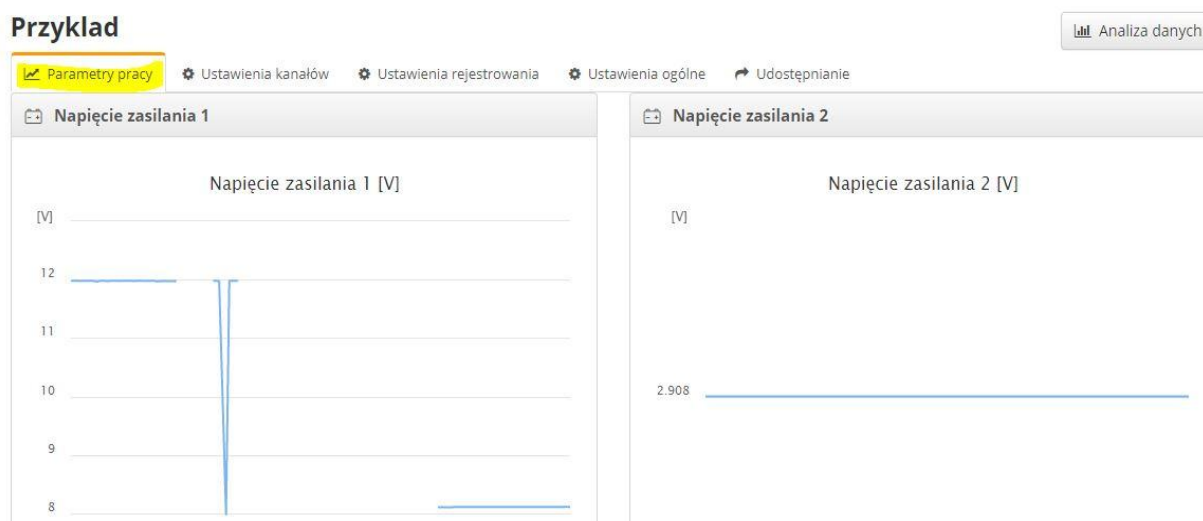 Przyklad
Analiza danych
Parametry pracy
Ustawienia kanałów
Ustawienia rejestrowania
Ustawienia ogólne
Udostępnianie
Napięcie zasilania 1
Napięcie zasilania 1 [V]
[V]
12
11
10
9
8
Napięcie zasilania 2
Napięcie zasilania 2 [V]
[V]
2.908